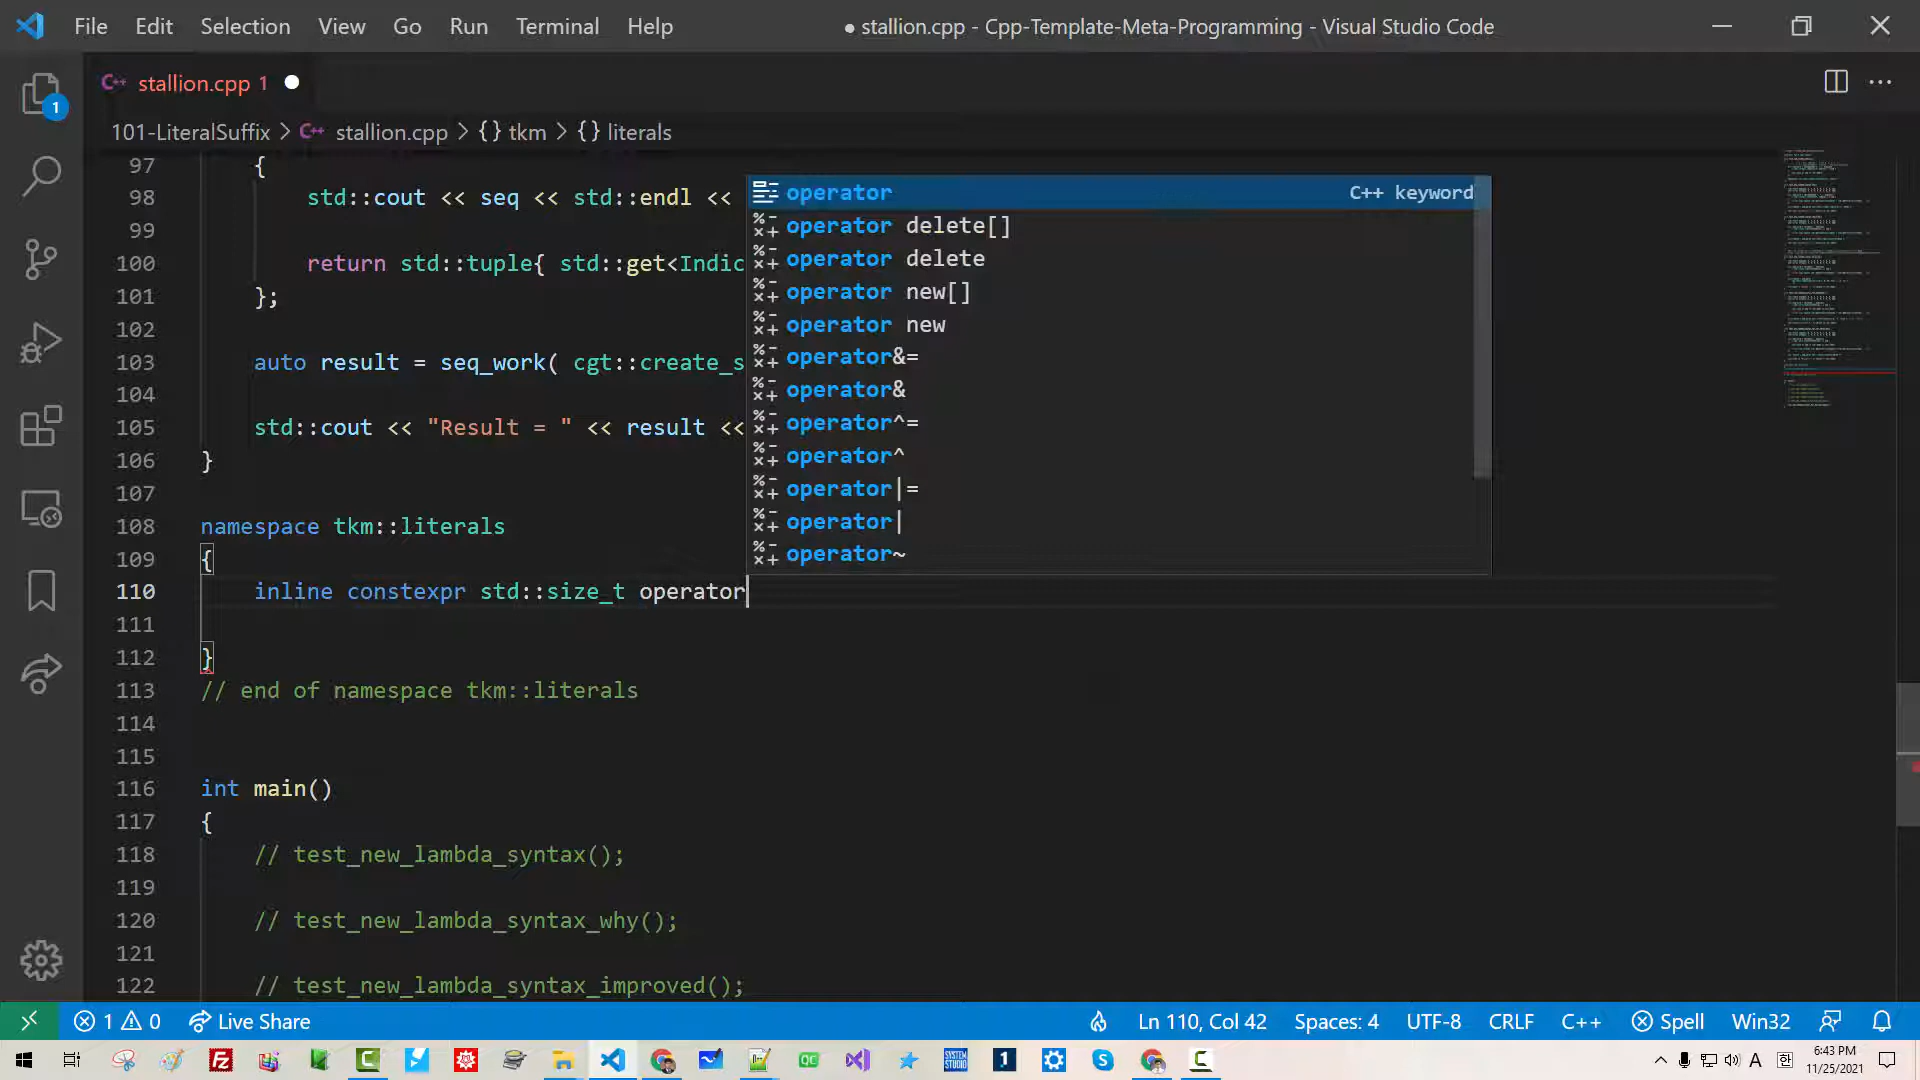 File Edit Selection View Go Run Terminal Help ● stallion.cpp - Cpp-Template-Meta-Programming - Visual Studio Code
stallion.cpp 1
101-LiteralSuffix > stallion.cpp > {} tkm > {} literals
97 {
98 std::cout << seq << std::endl <<
99
100 return std::tuple{ std::get<Indic
101 };
102
103 auto result = seq_work( cgt::create_s
104
105 std::cout << "Result = " << result <<
106 }
107
108 namespace tkm::literals
109 {
110 inline constexpr std::size_t operator
111
112 }
113 // end of namespace tkm::literals
114
115
116 int main()
117 {
118 // test_new_lambda_syntax();
119
120 // test_new_lambda_syntax_why();
121
122 // test_new_lambda_syntax_improved();
operator C++ keyword
operator delete[]
operator delete
operator new[]
operator new
operator&=
operator&
operator^=
operator^
operator|=
operator|
operator~
1
1 0 Live Share Ln 110, Col 42 Spaces: 4 UTF-8 CRLF C++ Spell Win32
QC SYSTEM STUDIO 1 A 한 6:43 PM
11/25/2021